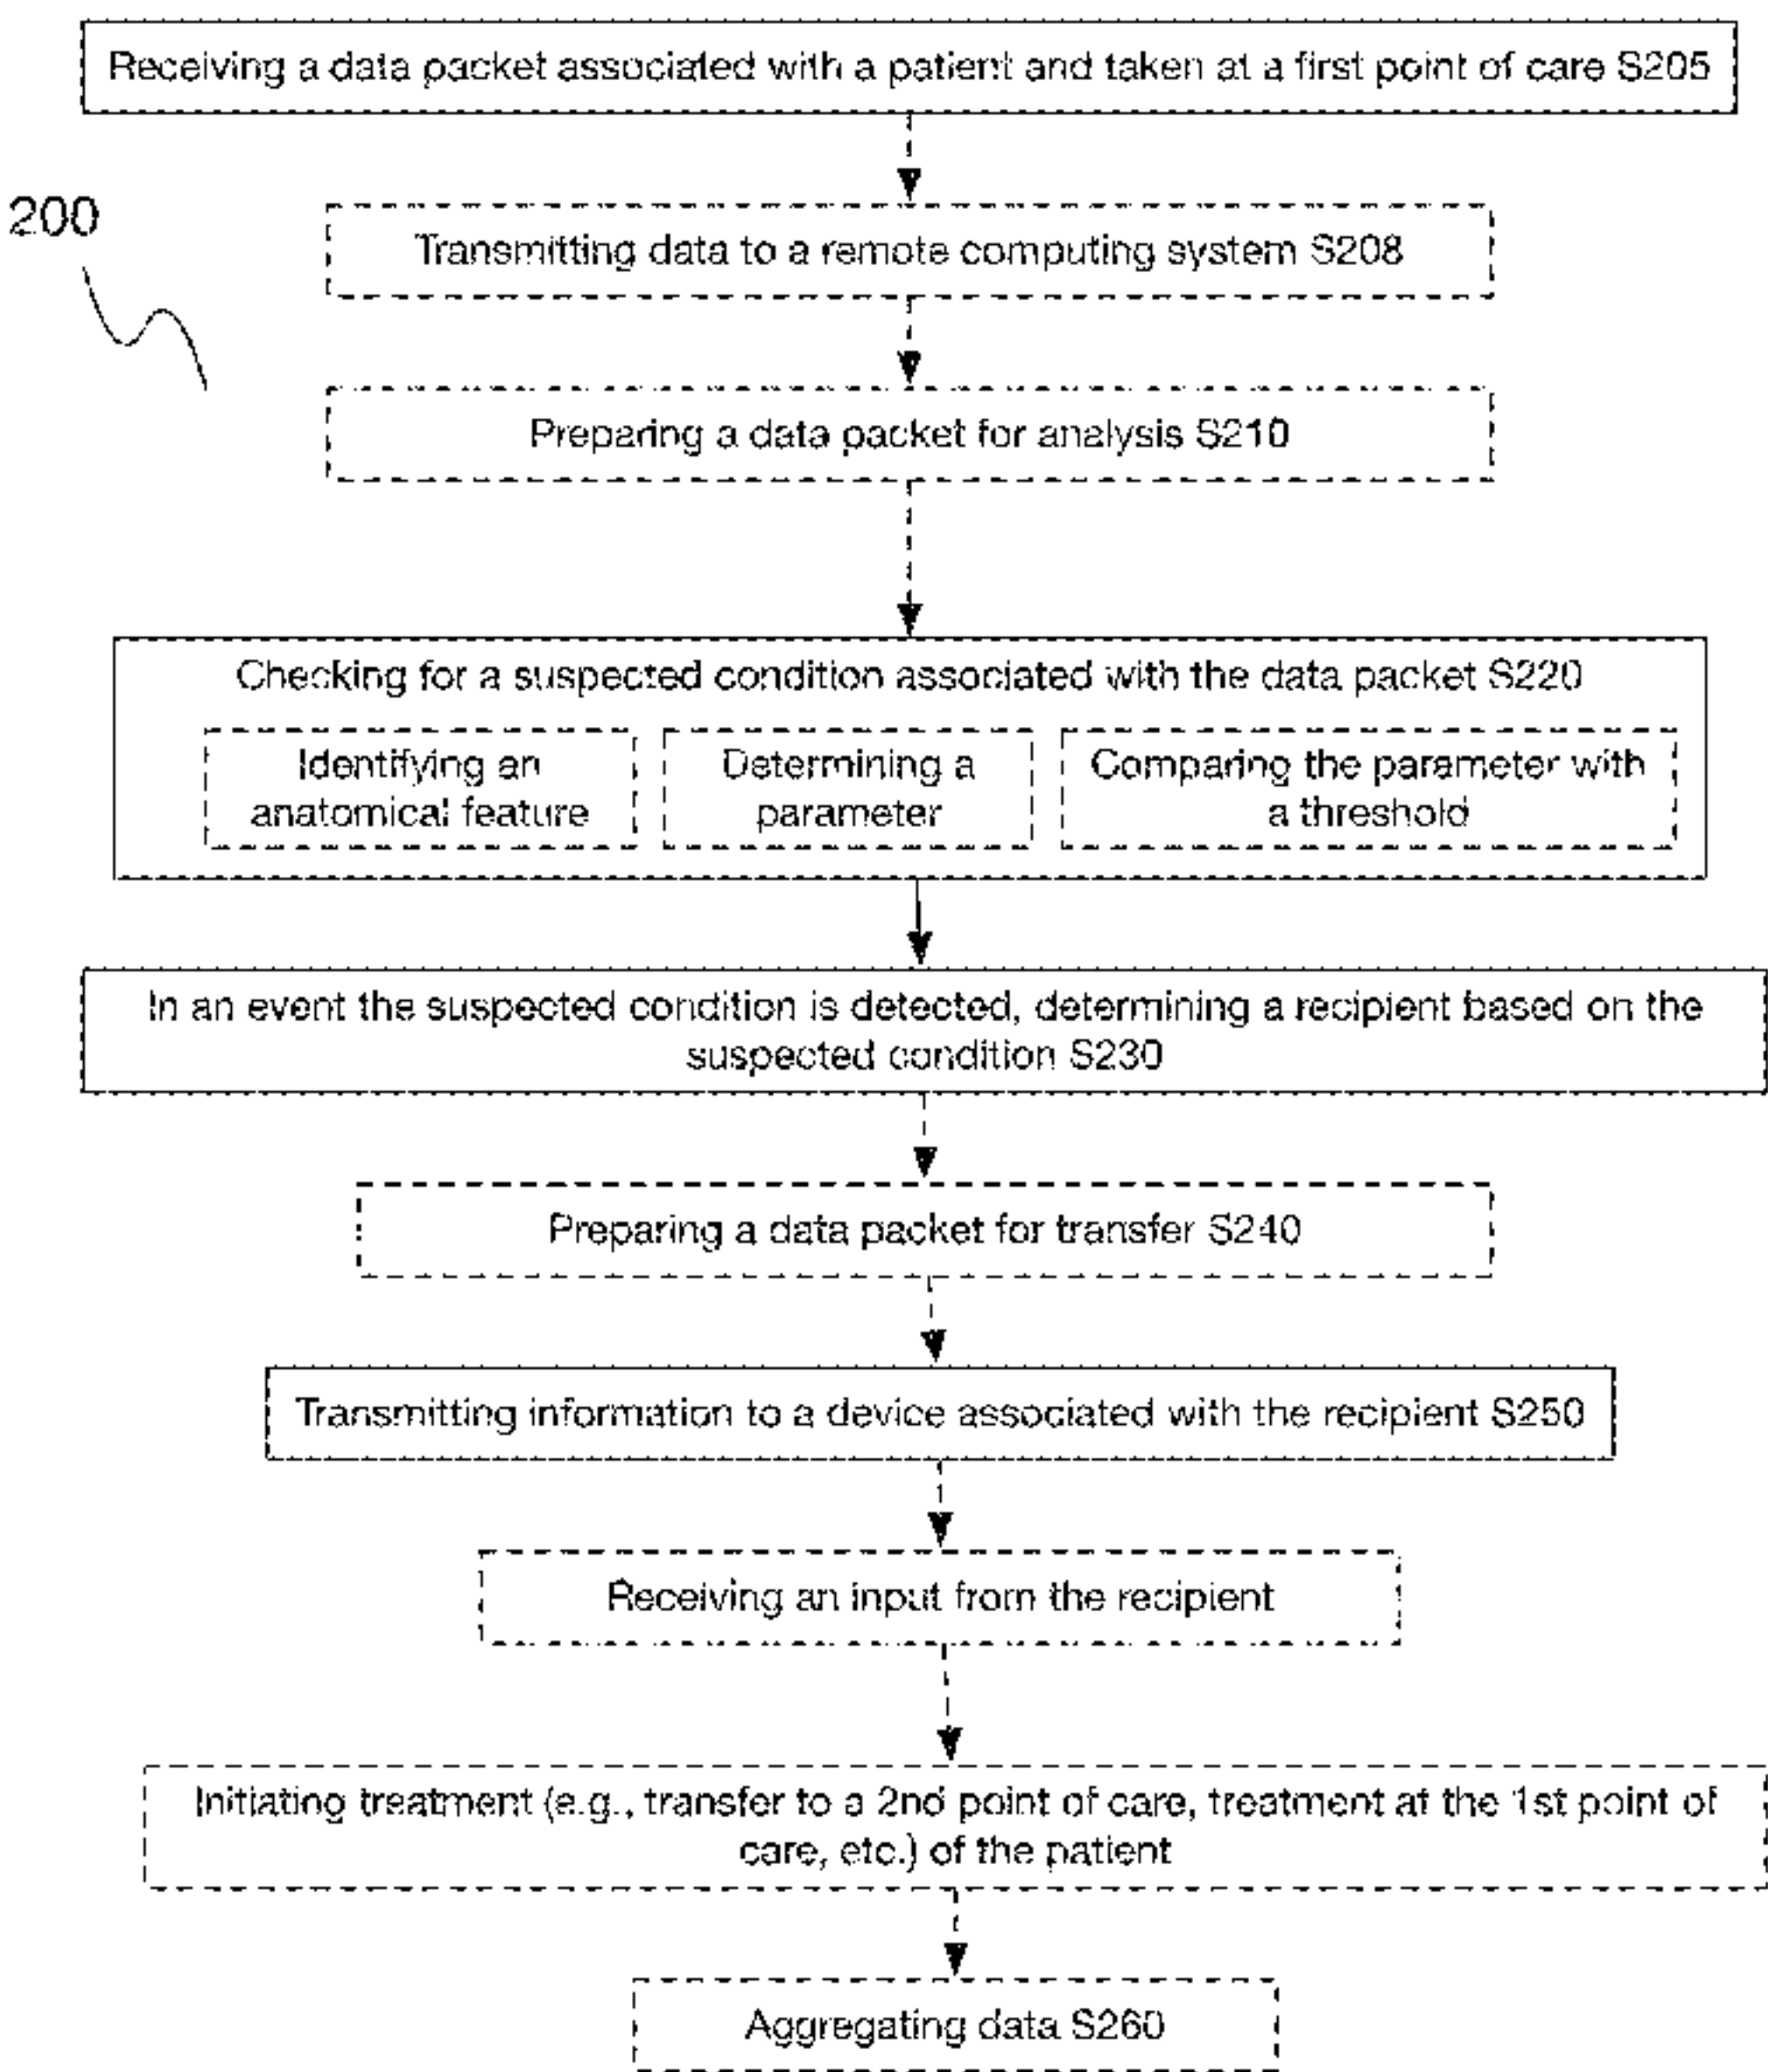 Receiving a data packet associated with a patient and taken at a first point of care S205
200
Transmitting data to a remote computing system S208
Preparing a data packet for analysis S210
Checking for a suspected condition associated with the data packet S220
Identifying an
anatomical feature
Determining a
parameter
Comparing the parameter with
a threshold
In an event the suspected condition is detected, determining a recipient based on the
suspected condition S230
Preparing a data packet for transfer S240
Transmitting information to a device associated with the recipient S250
Receiving an input from the recipient
Initiating treatment (e.g., transfer to a 2nd point of care, treatment at the 1st point of
care, etc.) of the patient
Aggregating data S260